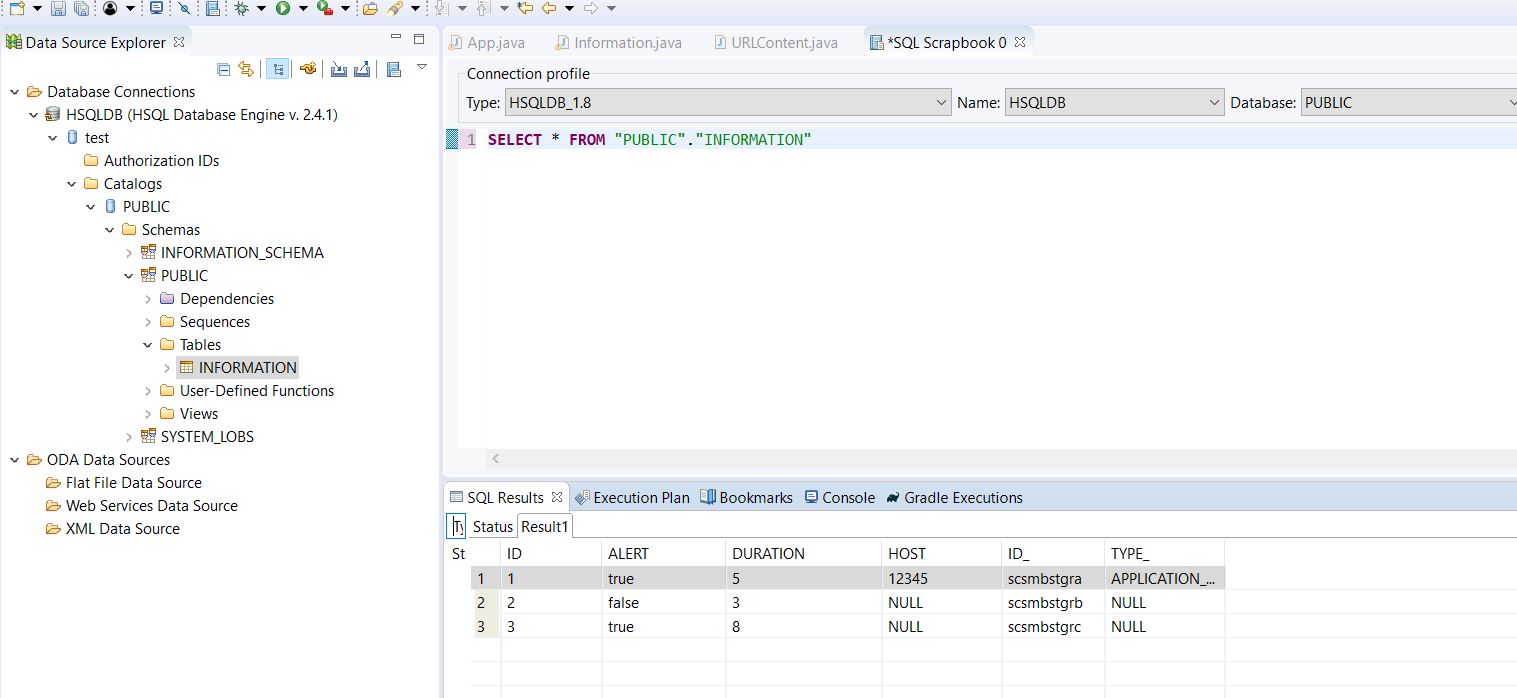 Data Source Explorer
App.java Information.java URLContent.java *SQL Scrapbook 0
Connection profile
Type: HSQLDB_1.8 Name: HSQLDB Database: PUBLIC
1 SELECT * FROM "PUBLIC"."INFORMATION"
Database Connections
HSQLDB (HSQL Database Engine v. 2.4.1)
test
Authorization IDs
Catalogs
PUBLIC
Schemas
INFORMATION_SCHEMA
PUBLIC
Dependencies
Sequences
Tables
INFORMATION
User-Defined Functions
Views
SYSTEM_LOBS
ODA Data Sources
Flat File Data Source
Web Services Data Source
XML Data Source
SQL Results Execution Plan Bookmarks Console Gradle Executions
Ty Status Result1
St ID ALERT DURATION HOST ID_ TYPE_
1 1 true 5 12345 scsmbstgra APPLICATION_...
2 2 false 3 NULL scsmbstgrb NULL
3 3 true 8 NULL scsmbstgrc NULL